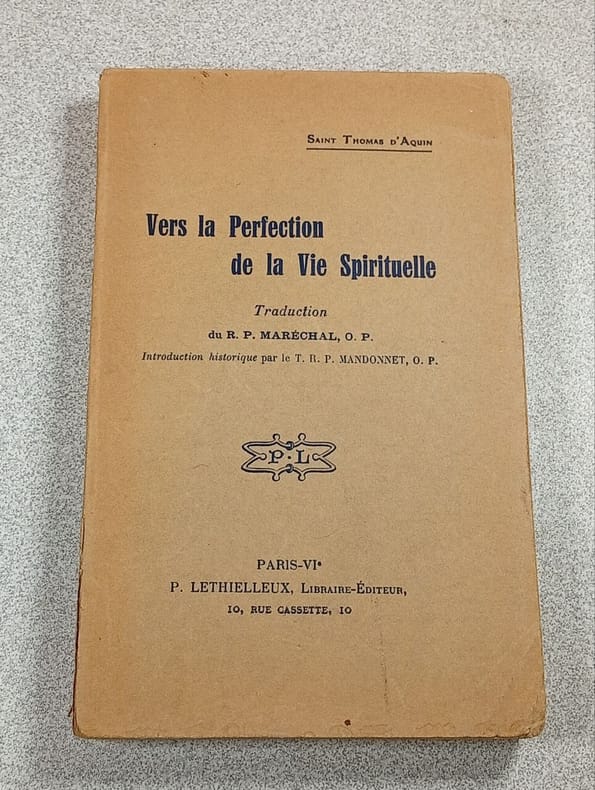 Saint Thomas d'Aquin
Vers la Perfection
de la Vie Spirituelle
Traduction
du R. P. MARÉCHAL, O. P.
Introduction historique par le T. R. P. MANDONNET, O. P.
P·L
PARIS-VIe
P. LETHIELLEUX, Libraire-Éditeur,
10, RUE CASSETTE, 10